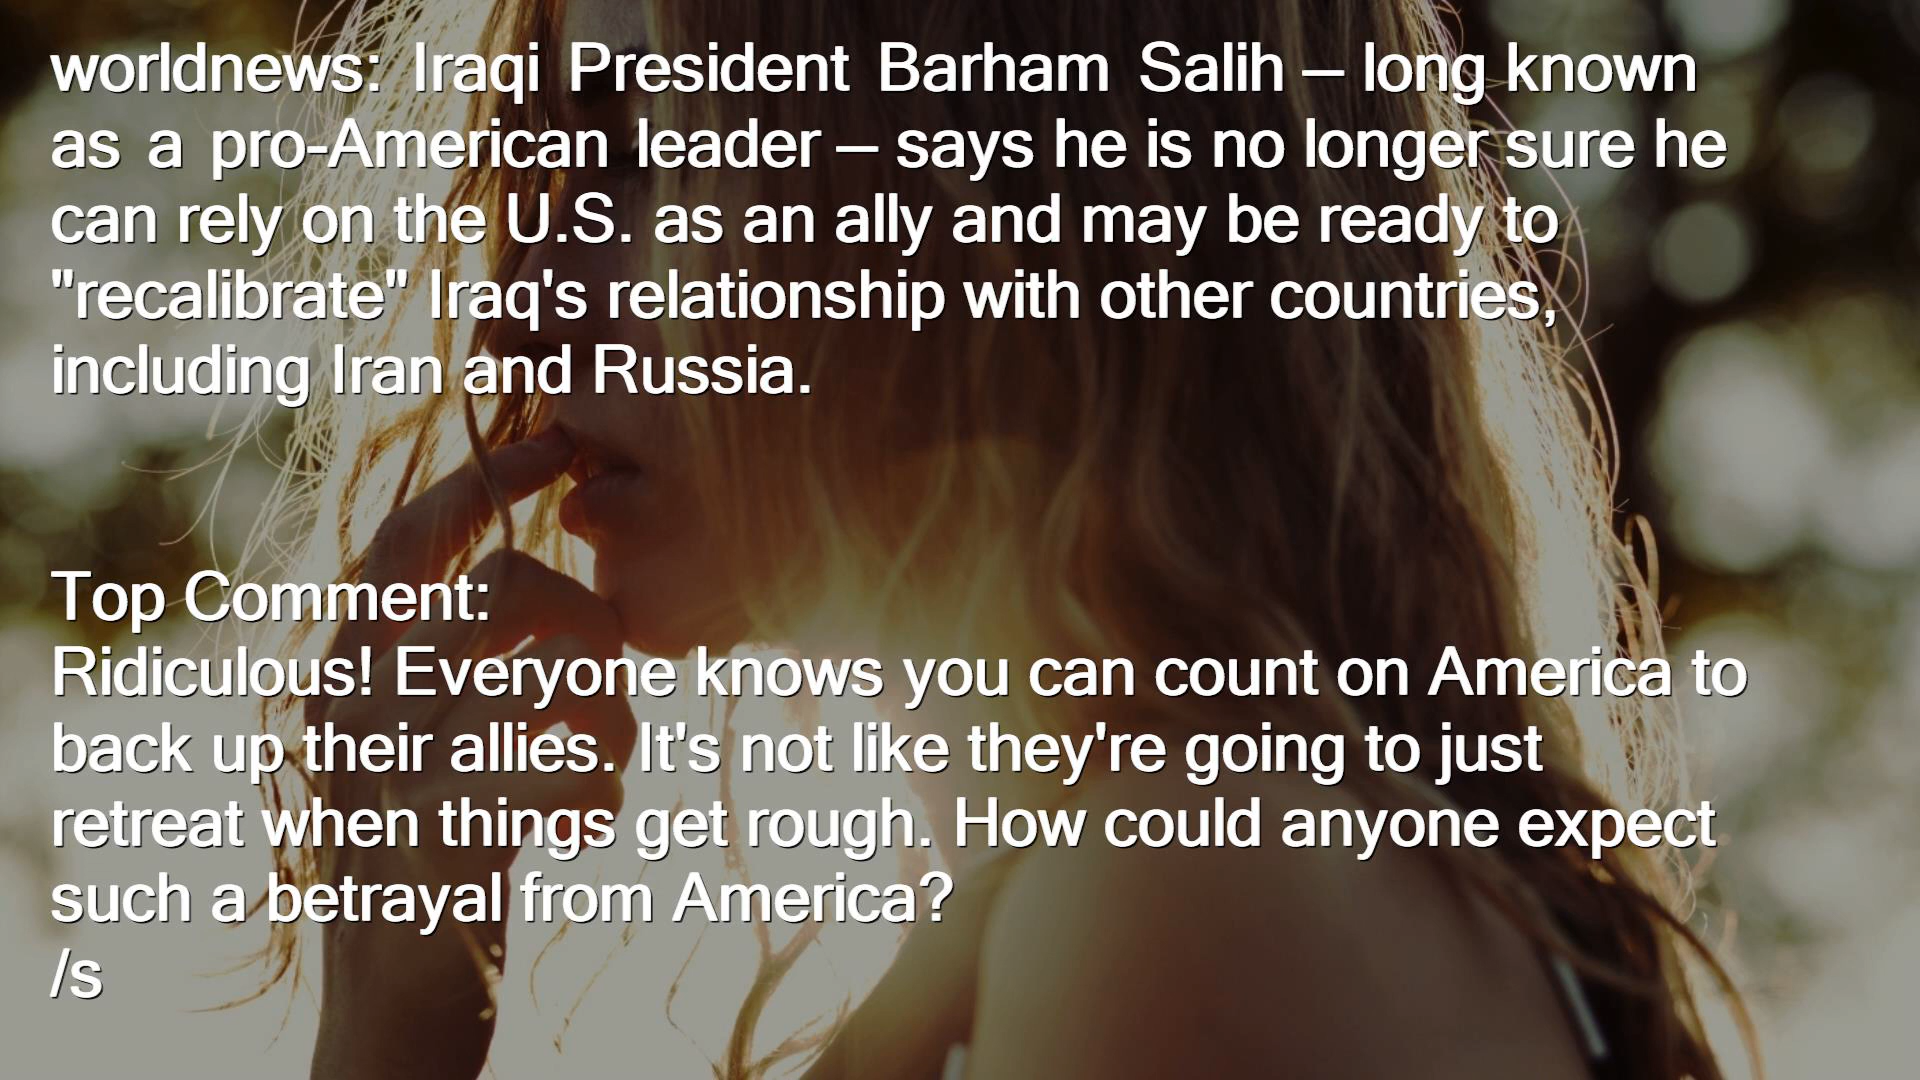 worldnews: Iraqi President Barham Salih — long known
as a pro-American leader — says he is no longer sure he
can rely on the U.S. as an ally and may be ready to
"recalibrate" Iraq's relationship with other countries,
including Iran and Russia.
Top Comment:
Ridiculous! Everyone knows you can count on America to
back up their allies. It's not like they're going to just
retreat when things get rough. How could anyone expect
such a betrayal from America?
/s